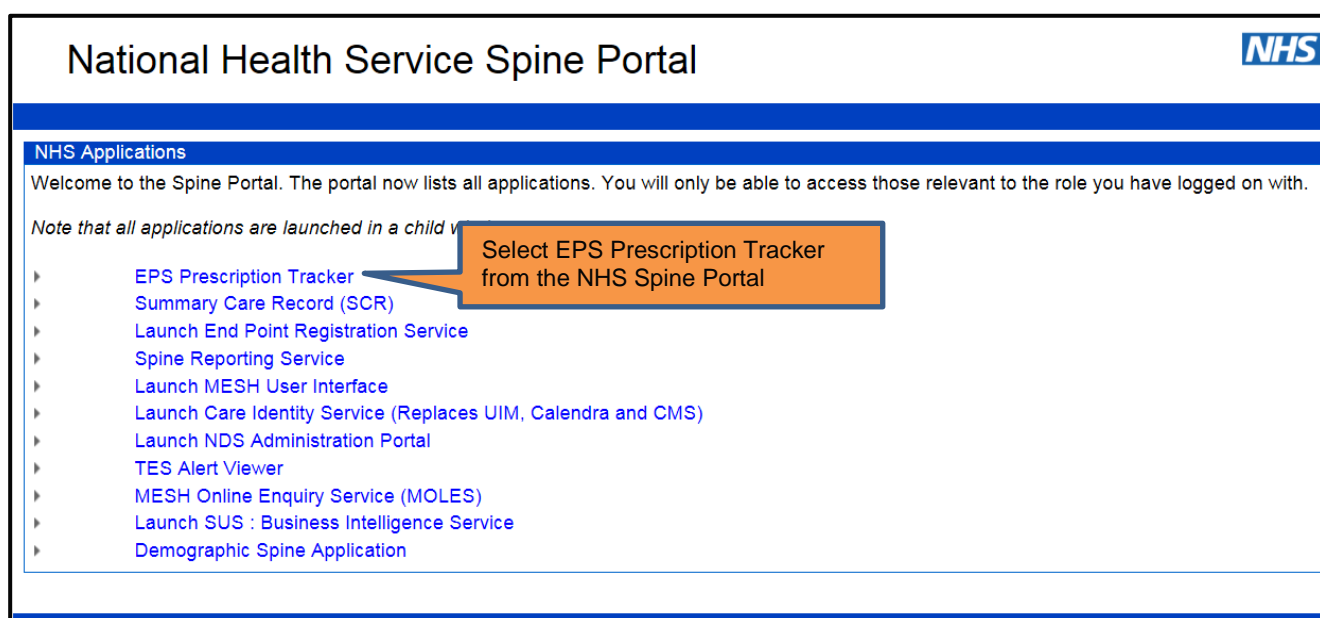 National Health Service Spine Portal
NHS
NHS Applications
Welcome to the Spine Portal. The portal now lists all applications. You will only be able to access those relevant to the role you have logged on with.
Note that all applications are launched in a child
Select EPS Prescription Tracker
from the NHS Spine Portal
EPS Prescription Tracker
Summary Care Record (SCR)
Launch End Point Registration Service
Spine Reporting Service
Launch MESH User Interface
Launch Care Identity Service (Replaces UIM, Calendra and CMS)
Launch NDS Administration Portal
TES Alert Viewer
MESH Online Enquiry Service (MOLES)
Launch SUS : Business Intelligence Service
Demographic Spine Application